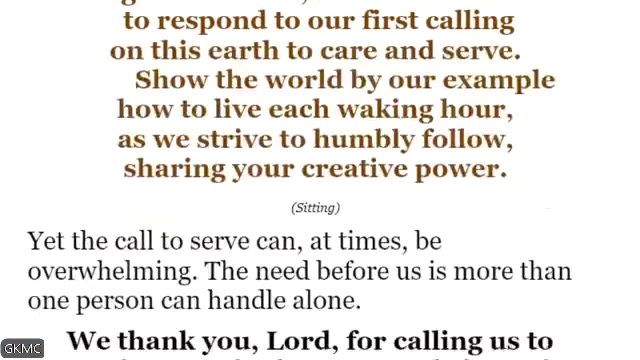 to respond to our first calling
on this earth to care and serve.
Show the world by our example
how to live each waking hour,
as we strive to humbly follow,
sharing your creative power.
(Sitting)
Yet the call to serve can, at times, be
overwhelming. The need before us is more than
one person can handle alone.
We thank you, Lord, for calling us to
GKMC